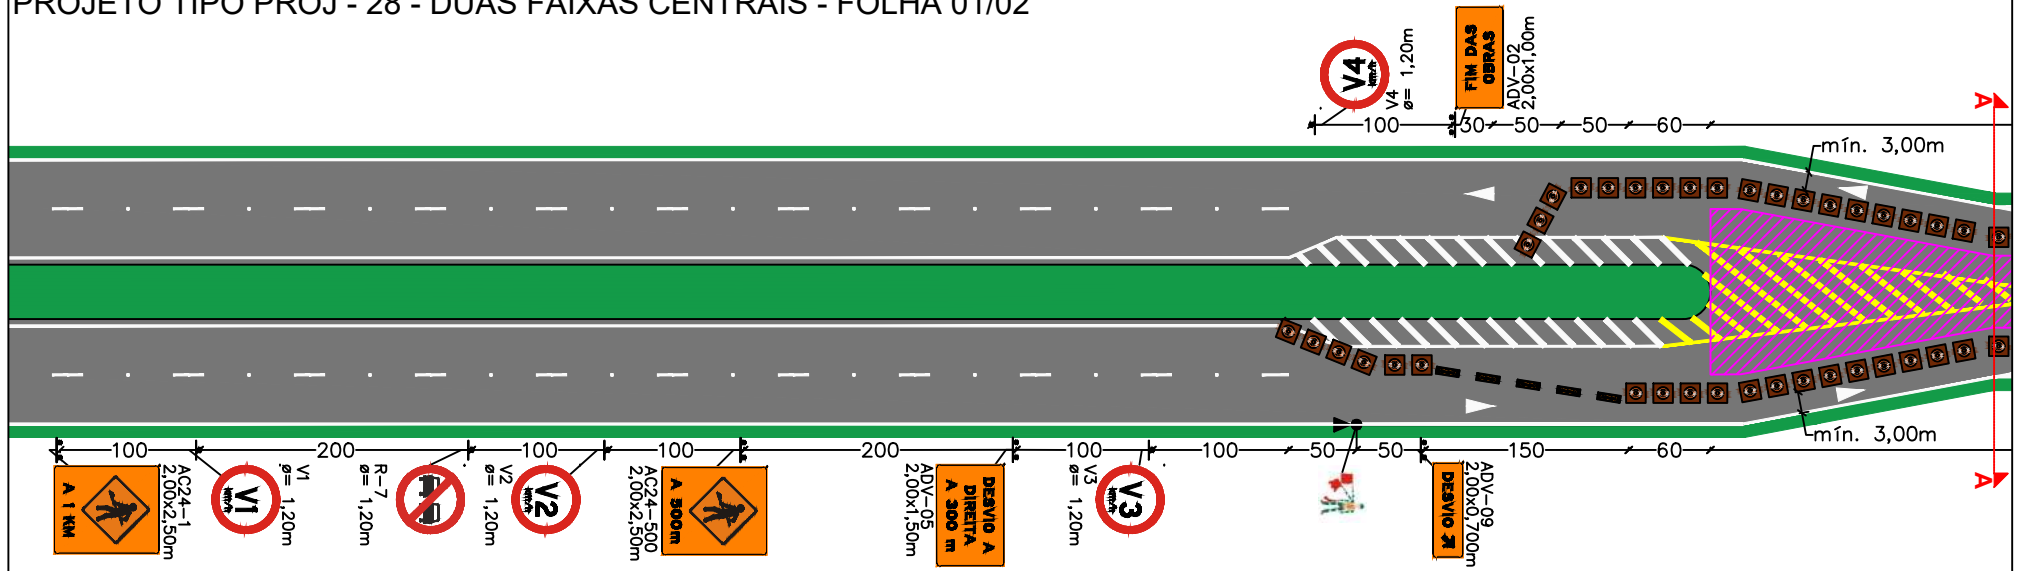 PROJETO TIPO PROJ - 28 - DUAS FAIXAS CENTRAIS - FOLHA 01/02
V4
km/h
V4
ø= 1,20m
FIM DAS
OBRAS
ADV-02
2,00x1,00m
100
30
50
50
60
A
mín. 3,00m
mín. 3,00m
A
100
200
100
100
200
100
100
50
50
150
60
A 1 KM
AC24-1
2,00x2,50m
V1
km/h
V1
ø= 1,20m
R-7
ø= 1,20m
V2
ø= 1,20m
V2
km/h
AC24-500
2,00x2,50m
A 500m
ADV-05
2,00x1,50m
DESVIO A
DIREITA
A 300 m
V3
ø= 1,20m
V3
km/h
DESVIO
ADV-09
2,00x0,700m